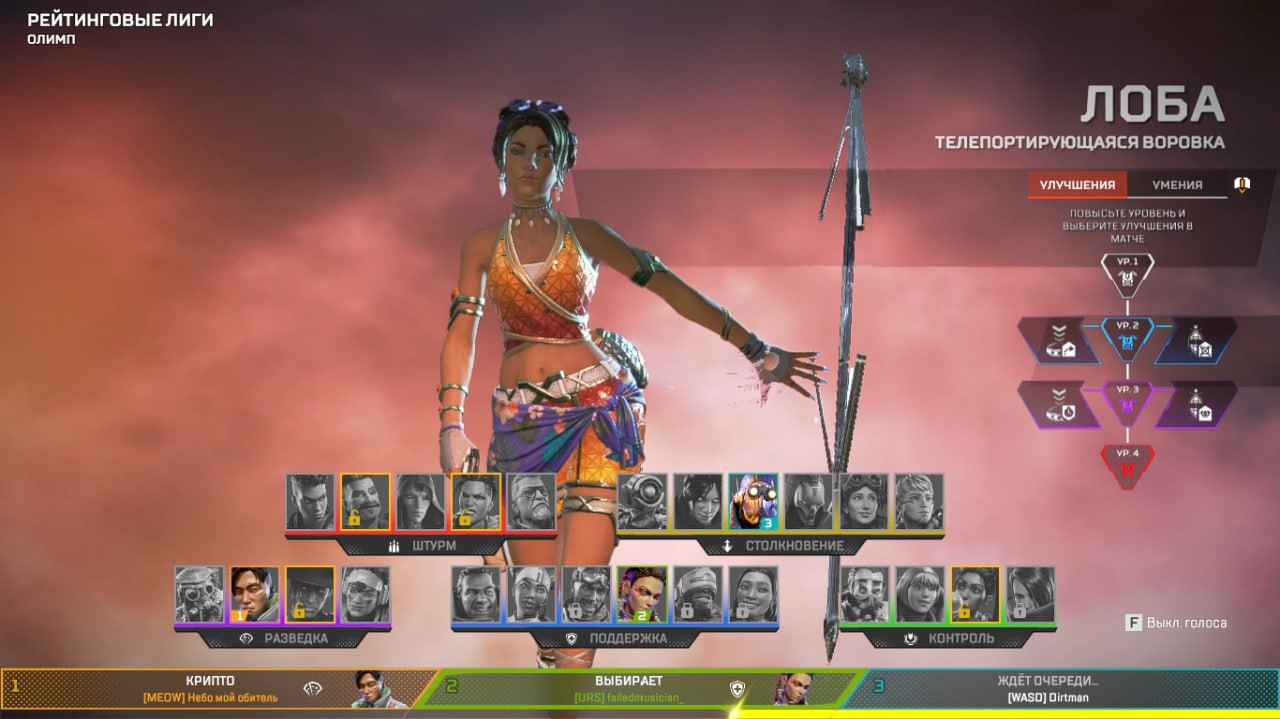 РЕЙТИНГОВЫЕ ЛИГИ
ОЛИМП
ЛОБА
ТЕЛЕПОРТИРУЮЩАЯСЯ ВОРОВКА
УЛУЧШЕНИЯ УМЕНИЯ
ПОВЫСЬТЕ УРОВЕНЬ И
ВЫБЕРИТЕ УЛУЧШЕНИЯ В
МАТЧЕ
УР.1
УР.2
УР.3
УР.4
3
ШТУРМ СТОЛКНОВЕНИЕ
1 2
РАЗВЕДКА ПОДДЕРЖКА КОНТРОЛЬ
F Выкл. голоса
1 КРИПТО
[MEOW] Небо мой обитель
2 ВЫБИРАЕТ
[URS] failedmusician_
3 ЖДЁТ ОЧЕРЕДИ...
[WASD] Dirtman